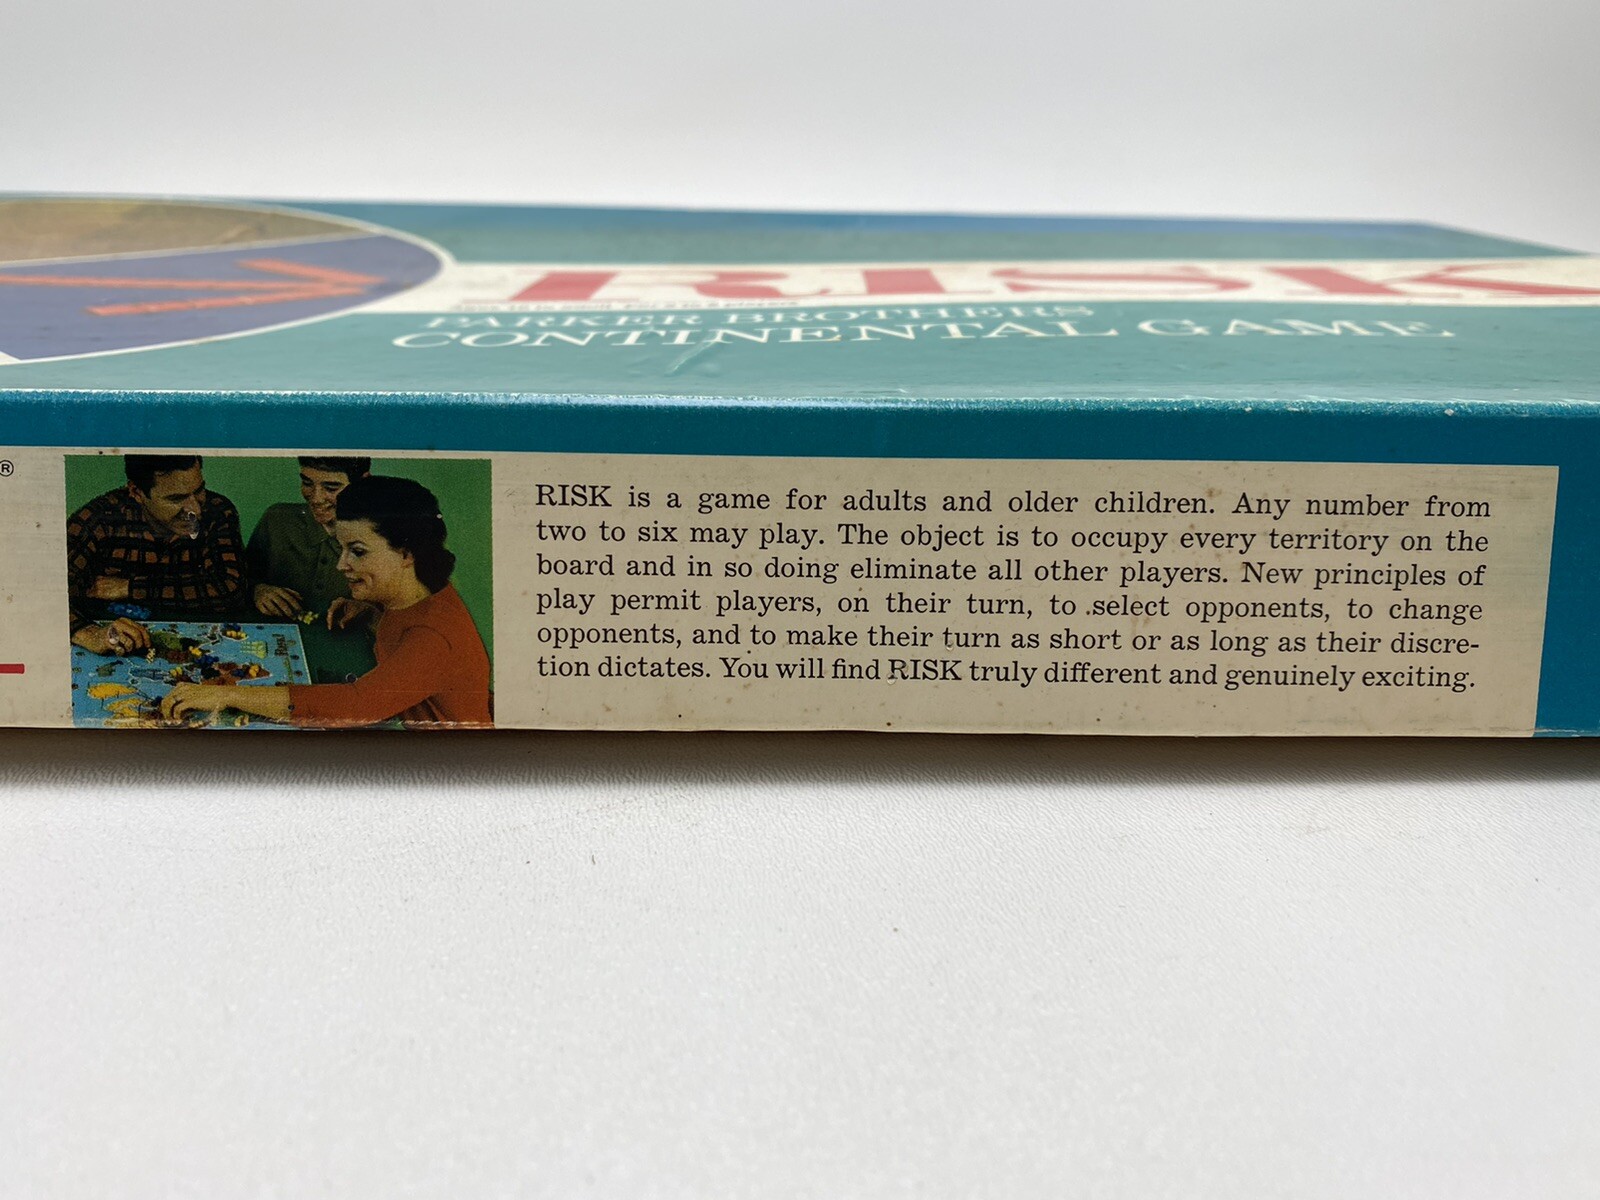 RISK
PARKER BROTHERS
CONTINENTAL GAME
®
RISK is a game for adults and older children. Any number from
two to six may play. The object is to occupy every territory on the
board and in so doing eliminate all other players. New principles of
play permit players, on their turn, to select opponents, to change
opponents, and to make their turn as short or as long as their discre-
tion dictates. You will find RISK truly different and genuinely exciting.